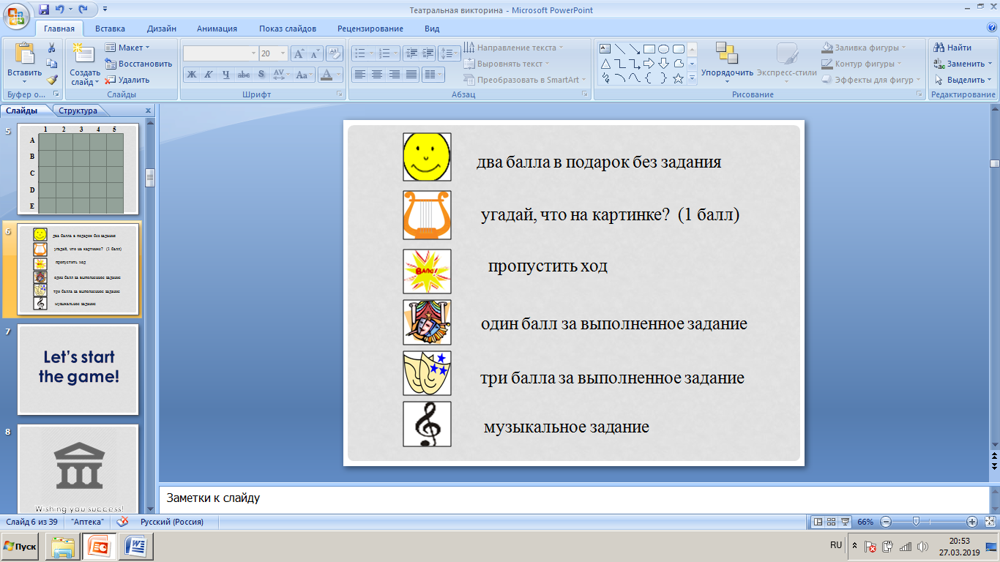 Театральная викторина - Microsoft PowerPoint
Главная Вставка Дизайн Анимация Показ слайдов Рецензирование Вид
Вставить
Создать слайд
Макет
Восстановить
Удалить
20
Ж К Ч abc S AV Aa А
Направление текста
Выровнять текст
Преобразовать в SmartArt
Упорядочить
Экспресс-стили
Заливка фигуры
Контур фигуры
Эффекты для фигур
Найти
Заменить
Выделить
Буфер о... Слайды Шрифт Абзац Рисование Редактирование
Слайды Структура
5
1 2 3 4 5
A
B
C
D
E
6
два балла в подарок без задания
угадай, что на картинке? (1 балл)
пропустить ход
один балл за выполненное задание
три балла за выполненное задание
музыкальное задание
7
Let’s start
the game!
8
Wishing you success!
два балла в подарок без задания
угадай, что на картинке? (1 балл)
BANG!
пропустить ход
один балл за выполненное задание
три балла за выполненное задание
музыкальное задание
Заметки к слайду
Слайд 6 из 39 "Аптека" Русский (Россия) 66%
Пуск RU 20:53
27.03.2019